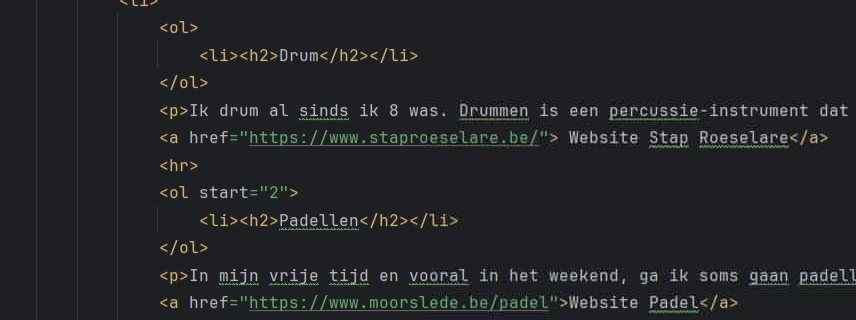 <li>
<ol>
<li><h2>Drum</h2></li>
</ol>
<p>Ik drum al sinds ik 8 was. Drummen is een percussie-instrument dat
<a href="https://www.staproeselare.be/"> Website Stap Roeselare</a>
<hr>
<ol start="2">
<li><h2>Padellen</h2></li>
</ol>
<p>In mijn vrije tijd en vooral in het weekend, ga ik soms gaan padell
<a href="https://www.moorslede.be/padel">Website Padel</a>